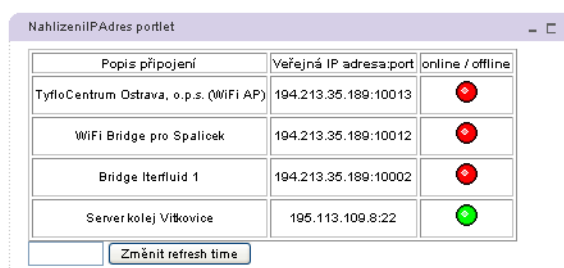 NahlizeniIPAdres portlet
Popis připojení Veřejná IP adresa:port online / offline
TyfloCentrum Ostrava, o.p.s. (WiFi AP) 194.213.35.189:10013
WiFi Bridge pro Spalicek 194.213.35.189:10012
Bridge Iterfluid 1 194.213.35.189:10002
Server kolej Vitkovice 195.113.109.8:22
Změnit refresh time